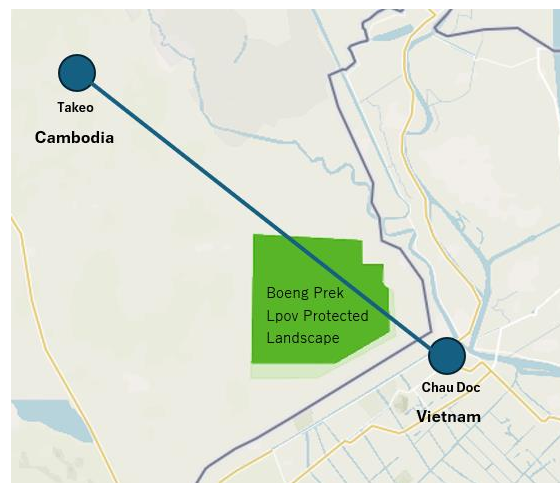 Takeo
Cambodia
Boeng Prek
Lpov Protected
Landscape
Chau Doc
Vietnam